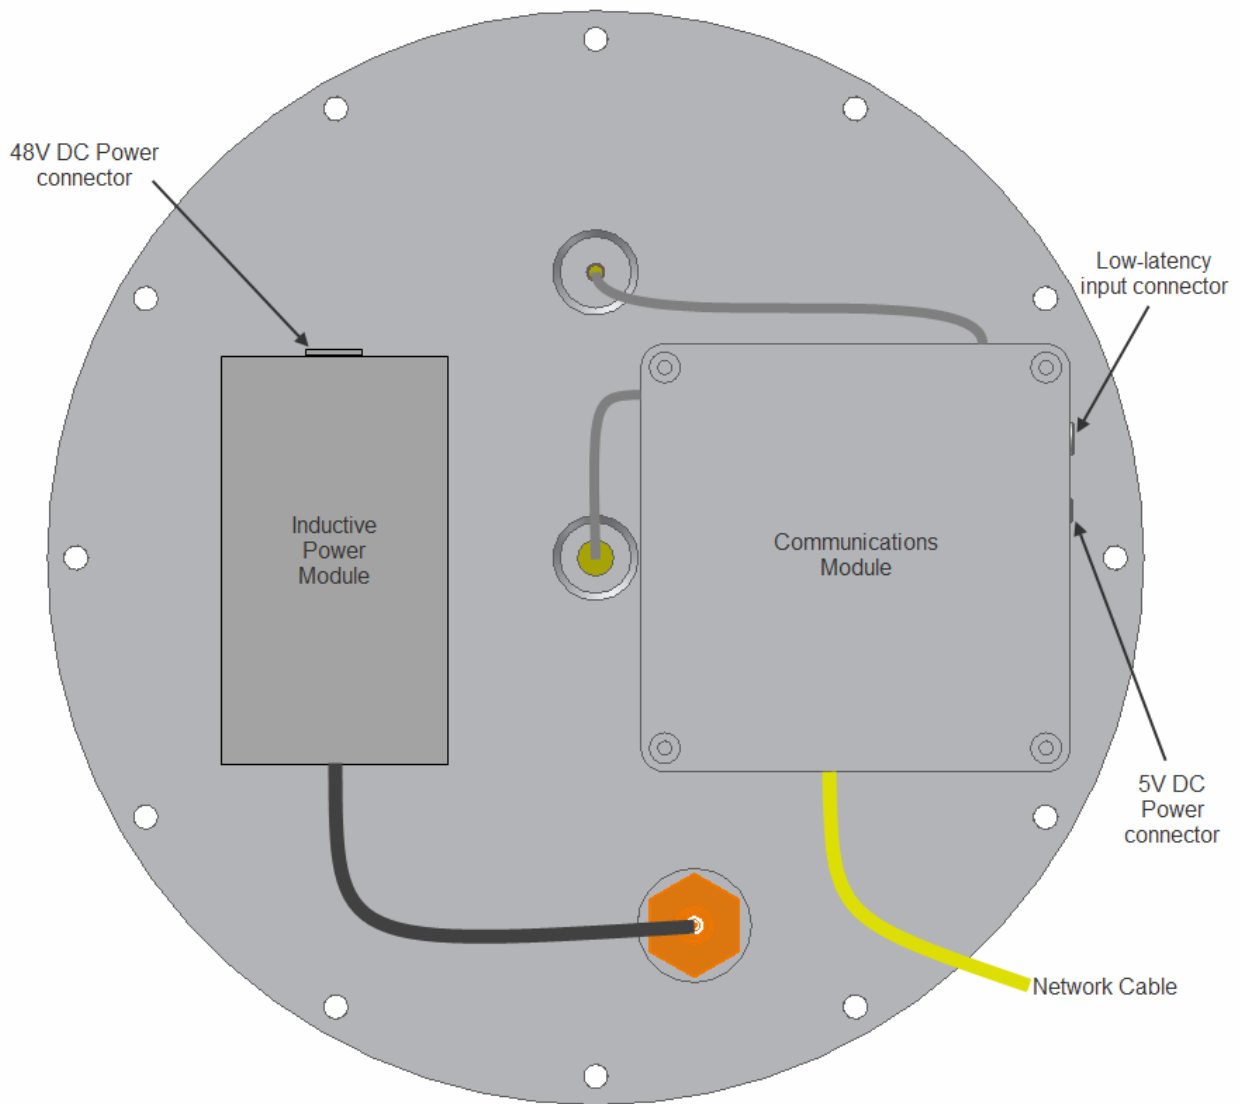 48V DC Power
connector
Low-latency
input connector
Inductive
Power
Module
Communications
Module
5V DC
Power
connector
Network Cable